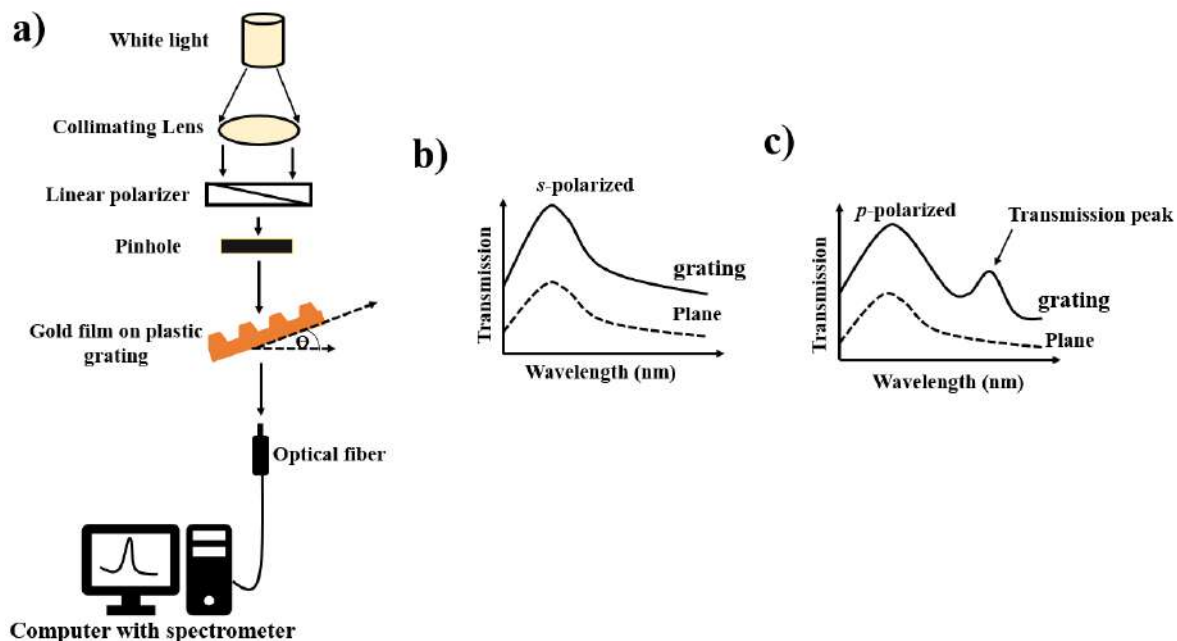 a)
White light
Collimating Lens
Linear polarizer
Pinhole
Gold film on plastic
grating
Θ
Optical fiber
Computer with spectrometer
b)
s-polarized
grating
Plane
Transmission
Wavelength (nm)
c)
p-polarized
Transmission peak
grating
Plane
Transmission
Wavelength (nm)